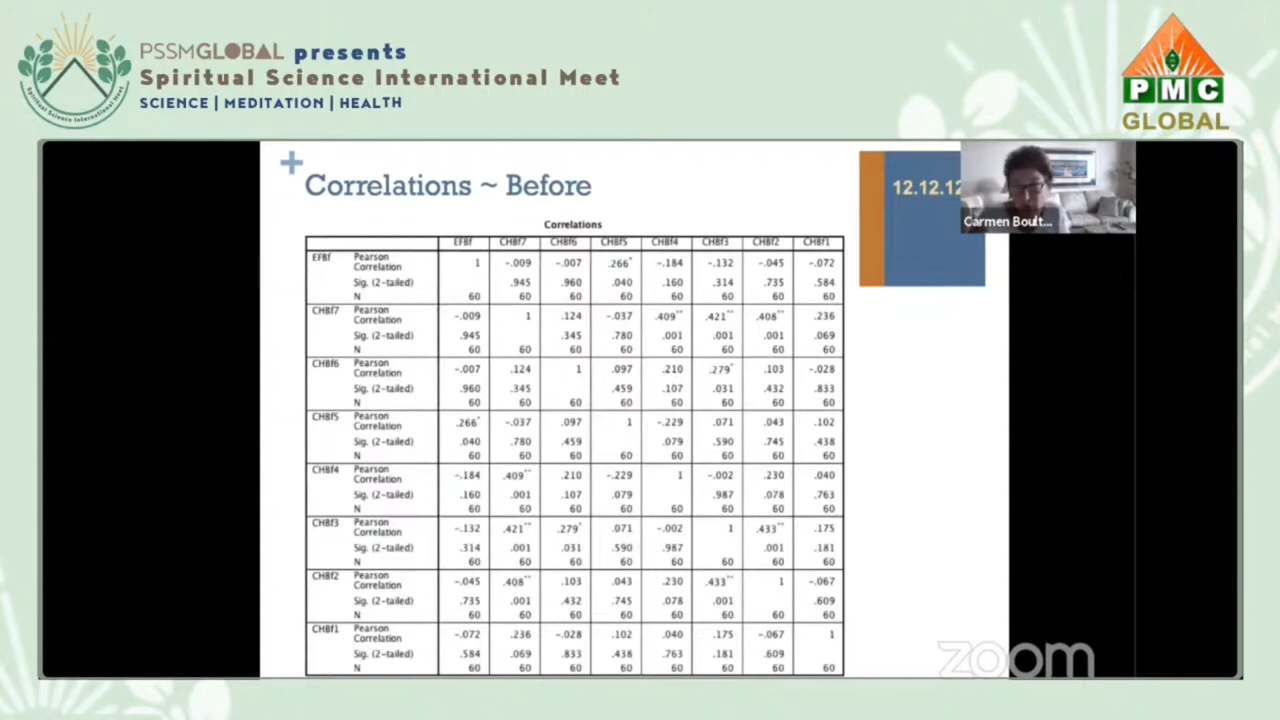 PSSMGLOBAL presents
Spiritual Science International Meet
SCIENCE | MEDITATION | HEALTH
Spiritual Science International Meet
PMC
GLOBAL
Correlations ~ Before
12.12.12
Carmen Boult...
Correlations
EFBf CHBf7 CHBf6 CHBf5 CHBf4 CHBf3 CHBf2 CHBf1
EFBf Pearson Correlation 1 -.009 -.007 .266* -.184 -.132 -.045 -.072
Sig. (2-tailed) .945 .960 .040 .160 .314 .735 .584
N 60 60 60 60 60 60 60 60
CHBf7 Pearson Correlation -.009 1 .124 -.037 .409** .421** .408** .236
Sig. (2-tailed) .945 .345 .780 .001 .001 .001 .069
N 60 60 60 60 60 60 60 60
CHBf6 Pearson Correlation -.007 .124 1 .097 .210 .279* .103 -.028
Sig. (2-tailed) .960 .345 .459 .107 .031 .432 .833
N 60 60 60 60 60 60 60 60
CHBf5 Pearson Correlation .266* -.037 .097 1 -.229 .071 .043 .102
Sig. (2-tailed) .040 .780 .459 .079 .590 .745 .438
N 60 60 60 60 60 60 60 60
CHBf4 Pearson Correlation -.184 .409** .210 -.229 1 -.002 .230 .040
Sig. (2-tailed) .160 .001 .107 .079 .987 .078 .763
N 60 60 60 60 60 60 60 60
CHBf3 Pearson Correlation -.132 .421** .279* .071 -.002 1 .433** .175
Sig. (2-tailed) .314 .001 .031 .590 .987 .001 .181
N 60 60 60 60 60 60 60 60
CHBf2 Pearson Correlation -.045 .408** .103 .043 .230 .433** 1 -.067
Sig. (2-tailed) .735 .001 .432 .745 .078 .001 .609
N 60 60 60 60 60 60 60 60
CHBf1 Pearson Correlation -.072 .236 -.028 .102 .040 .175 -.067 1
Sig. (2-tailed) .584 .069 .833 .438 .763 .181 .609
N 60 60 60 60 60 60 60 60
zoom